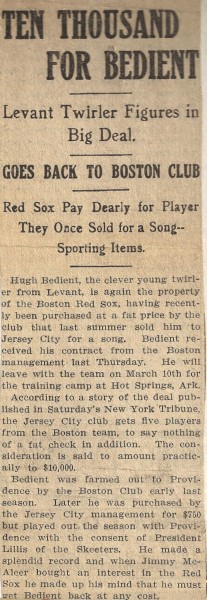 TEN THOUSAND
FOR BEDIENT
Levant Twirler Figures in
Big Deal.
GOES BACK TO BOSTON CLUB
Red Sox Pay Dearly for Player
They Once Sold for a Song--
Sporting Items.
Hugh Bedient, the clever young twirl-
er from Levant, is again the property
of the Boston Red Sox, having recent-
ly been purchased at a fat price by the
club that last summer sold him to
Jersey City for a song. Bedient re-
ceived his contract from the Boston
management last Thursday. He will
leave with the team on March 10th for
the training camp at Hot Springs, Ark.
According to a story of the deal pub-
lished in Saturday's New York Tribune,
the Jersey City club gets five players
from the Boston team, to say nothing
of a fat check in addition. The con-
sideration is said to amount practic-
ally to $10,000.
Bedient was farmed out to Provi-
dence by the Boston Club early last
season. Later he was purchased by
the Jersey City management for $750
but played out the season with Provi-
dence with the consent of President
Lillis of the Skeeters. He made a
splendid record and when Jimmy Mc-
Aleer bought an interest in the Red
Sox he made up his mind that he must
get Bedient back at any cost.